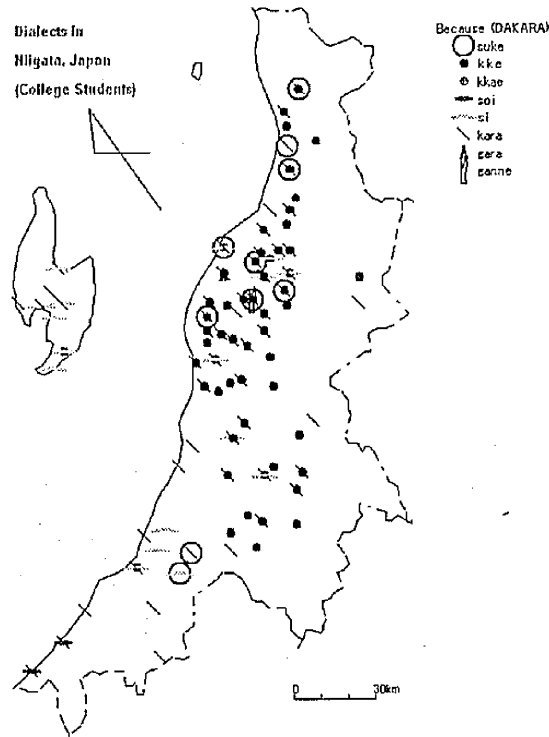 Dialects In
Niigata, Japan
(College Students)
Because (DAKARA)
suke
kke
kkae
soi
si
kara
gara
ganne
0 30km